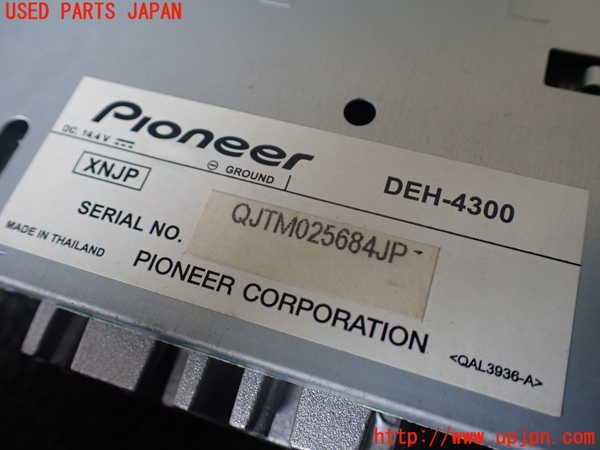 USED PARTS JAPAN
Pioneer
DC. 14.4 V
⊖ GROUND
XNJP
DEH-4300
SERIAL NO.
QJTM025684JP-
MADE IN THAILAND
PIONEER CORPORATION
<QAL3936-A>
http://www.upjpn.com